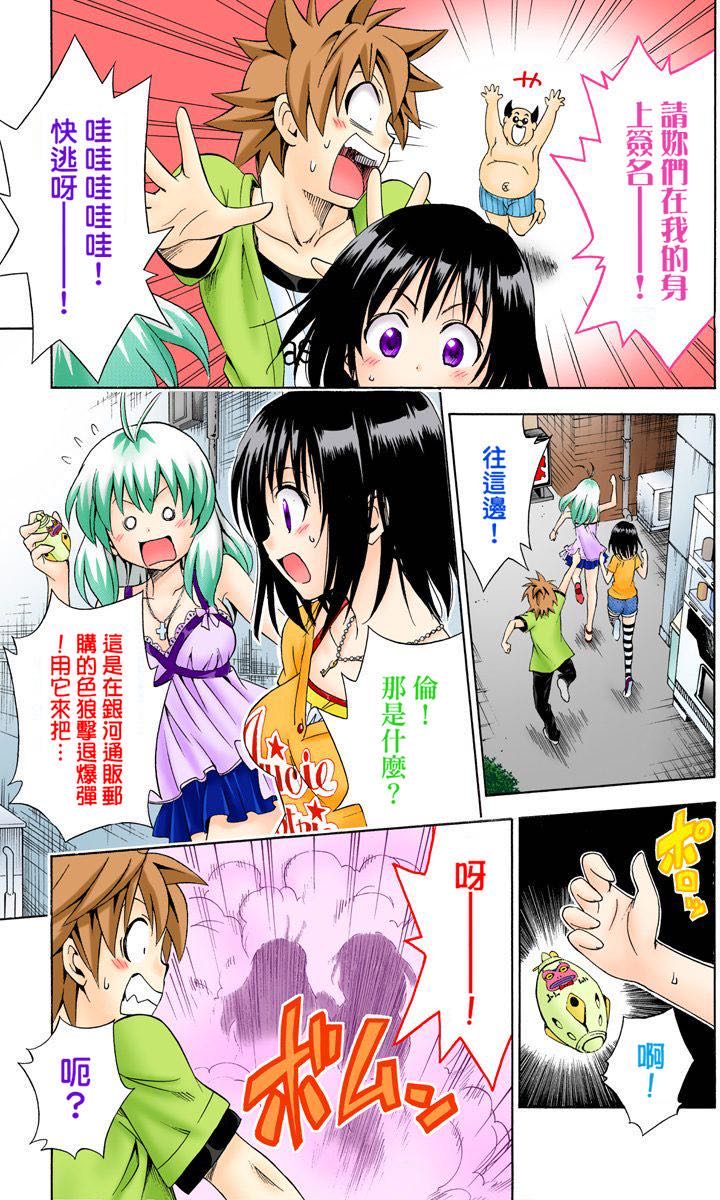 請妳們在我的身
上簽名——！
哇哇哇哇哇！
快逃呀——！
往這邊！
倫！
那是什麼？
這是在銀河通販郵
購的色狼擊退爆彈
！用它來把…
Lucie
ポロッ
啊！
呀——！
ボムン
呃？